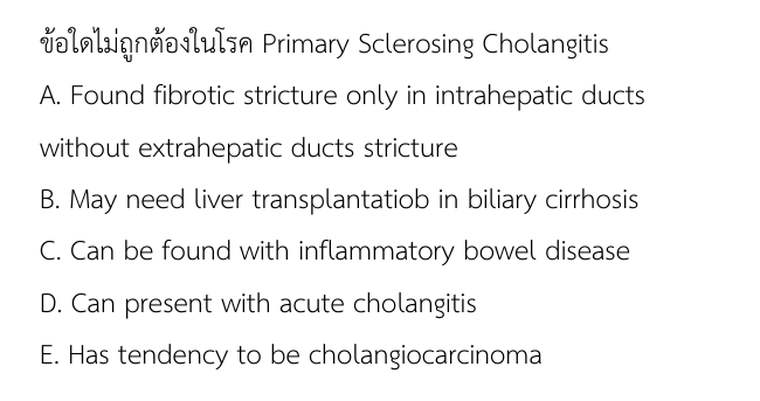 ข้อใดไม่ถูกต้องในโรค Primary Sclerosing Cholangitis
A. Found fibrotic stricture only in intrahepatic ducts
without extrahepatic ducts stricture
B. May need liver transplantatiob in biliary cirrhosis
C. Can be found with inflammatory bowel disease
D. Can present with acute cholangitis
E. Has tendency to be cholangiocarcinoma